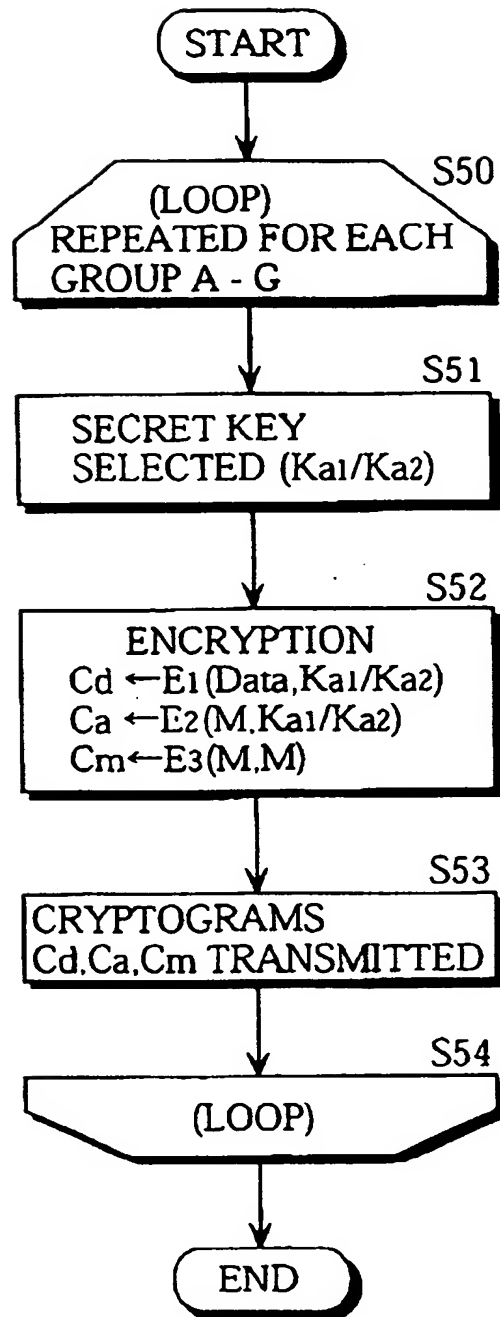 START
S50
(LOOP)
REPEATED FOR EACH
GROUP A - G
S51
SECRET KEY
SELECTED (Ka1/Ka2)
S52
ENCRYPTION
Cd ←E1(Data,Ka1/Ka2)
Ca ←E2(M,Ka1/Ka2)
Cm←E3(M,M)
S53
CRYPTOGRAMS
Cd,Ca,Cm TRANSMITTED
S54
(LOOP)
END